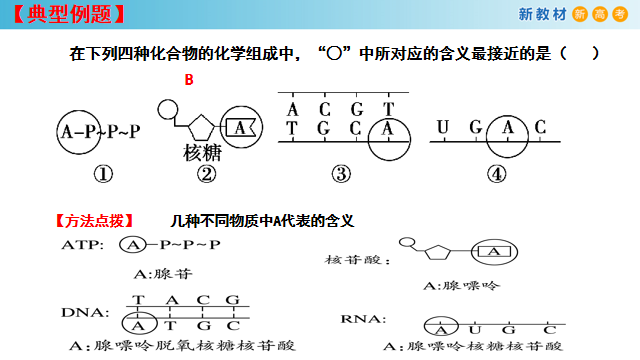 【典型例题】
新教材 新高考
在下列四种化合物的化学组成中，“〇”中所对应的含义最接近的是（ ）
B
A-P~P~P
A
核糖
A C G T
T G C A
U G A C
① ② ③ ④
【方法点拨】 几种不同物质中A代表的含义
ATP: A-P~P~P
A:腺苷
核苷酸: A
A:腺嘌呤
DNA: T A C G
A T G C
A:腺嘌呤脱氧核糖核苷酸
RNA: A U G C
A:腺嘌呤核糖核苷酸